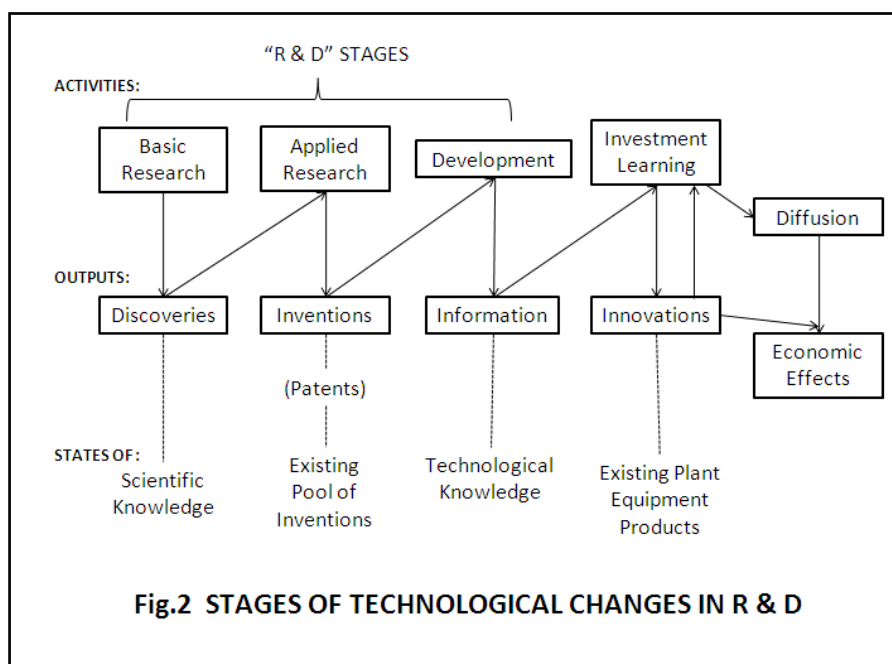 “R & D” STAGES
ACTIVITIES:
Basic
Research
Applied
Research
Development
Investment
Learning
Diffusion
OUTPUTS:
Discoveries
Inventions
Information
Innovations
Economic
Effects
(Patents)
STATES OF:
Scientific
Knowledge
Existing
Pool of
Inventions
Technological
Knowledge
Existing Plant
Equipment
Products
Fig.2 STAGES OF TECHNOLOGICAL CHANGES IN R & D